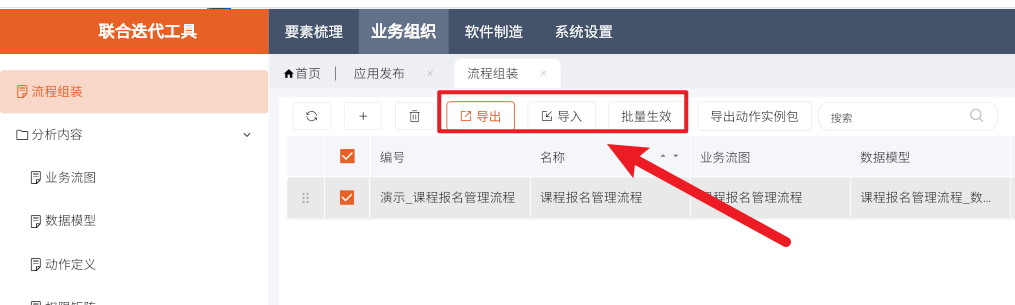 联合迭代工具
要素梳理 业务组织 软件制造 系统设置
首页 | 应用发布 × 流程组装 ×
流程组装
分析内容
业务流图
数据模型
动作定义
权限矩阵
导出 导入 批量生效 导出动作实例包 搜索
编号 名称 业务流图 数据模型
演示_课程报名管理流程 课程报名管理流程 课程报名管理流程 课程报名管理流程_数...